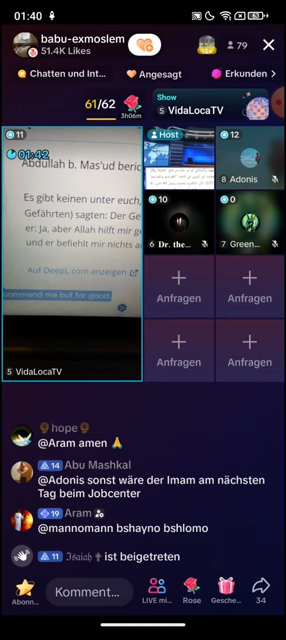 01:40
63
babu-exmoslem
51.4K Likes
79
Chatten und Int...
Angesagt
Erkunden
61/62
3h06m
Show
S VidaLocaTV
11
01:42
Abdullah b. Mas'ud beric
Es gibt keinen unter euch,
Gefährten) sagten: Der Ge
er: Ja, aber Allah hilft mir ge
und er befiehlt mir nichts a
Auf DeepL.com anzeigen
ommand me but for good.
S VidaLocaTV
Host
12
8 Adonis
10
6 Dr. the...
0
7 Green...
Anfragen
Anfragen
Anfragen
Anfragen
hope
@Aram amen 🙏
14 Abu Mashkal
@Adonis sonst wäre der Imam am nächsten
Tag beim Jobcenter
19 Aram
@mannomann bshayno bshlomo
11 Isaiah ✝ ist beigetreten
Abonn...
Komment...
LIVE mi...
Rose
Gesche...
34